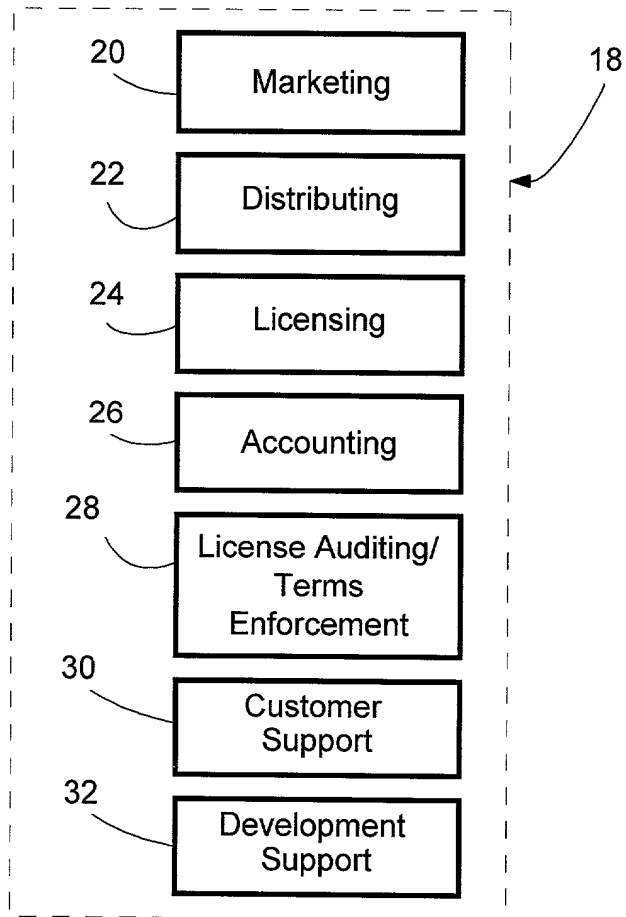 20
Marketing
18
22
Distributing
24
Licensing
26
Accounting
28
License Auditing/
Terms
Enforcement
30
Customer
Support
32
Development
Support